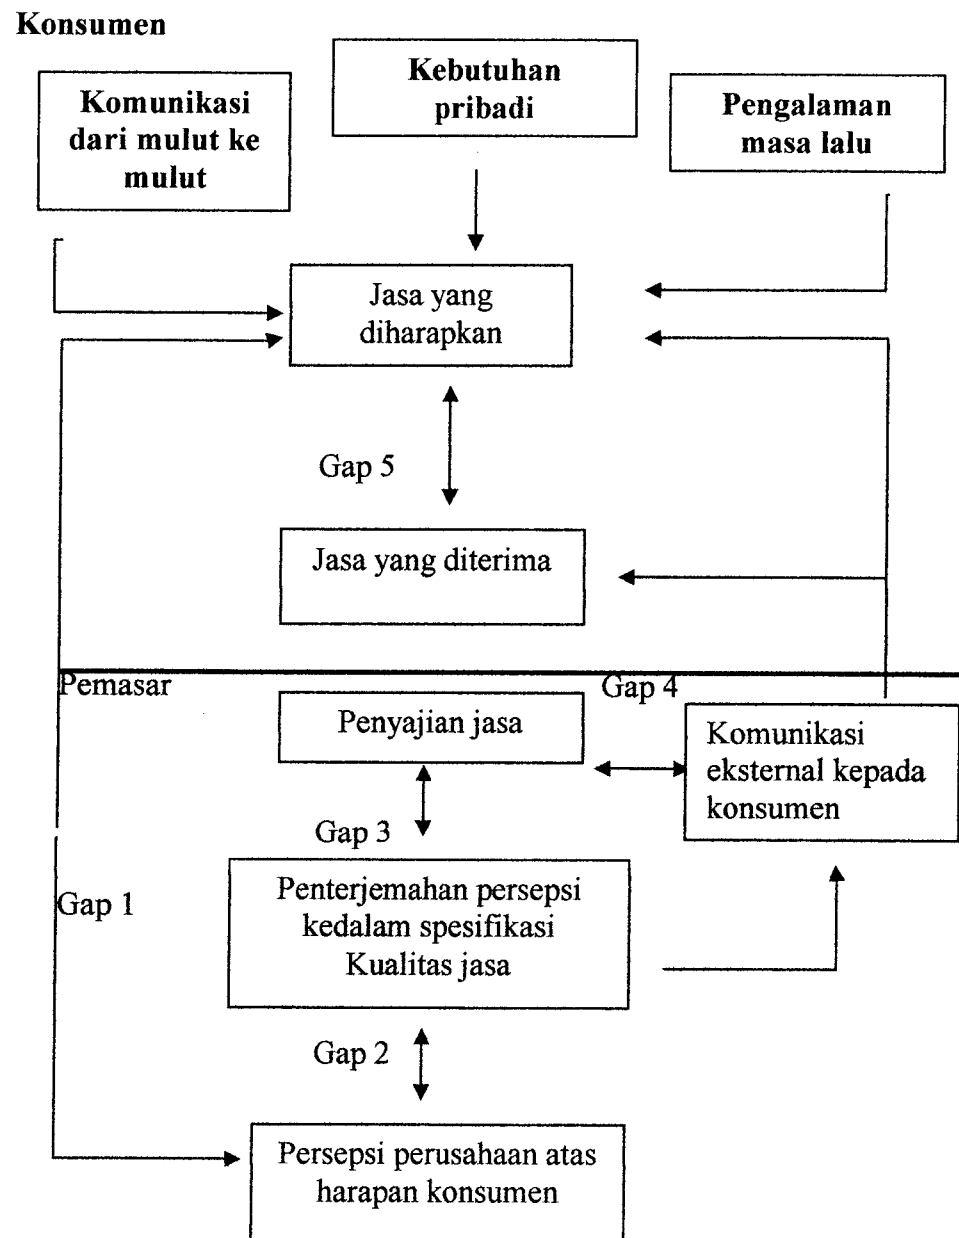 Konsumen
Komunikasi
dari mulut ke
mulut
Kebutuhan
pribadi
Pengalaman
masa lalu
Jasa yang
diharapkan
Gap 5
Jasa yang diterima
Pemasar
Gap 4
Penyajian jasa
Komunikasi
eksternal kepada
konsumen
Gap 3
Penterjemahan persepsi
kedalam spesifikasi
Kualitas jasa
Gap 1
Gap 2
Persepsi perusahaan atas
harapan konsumen